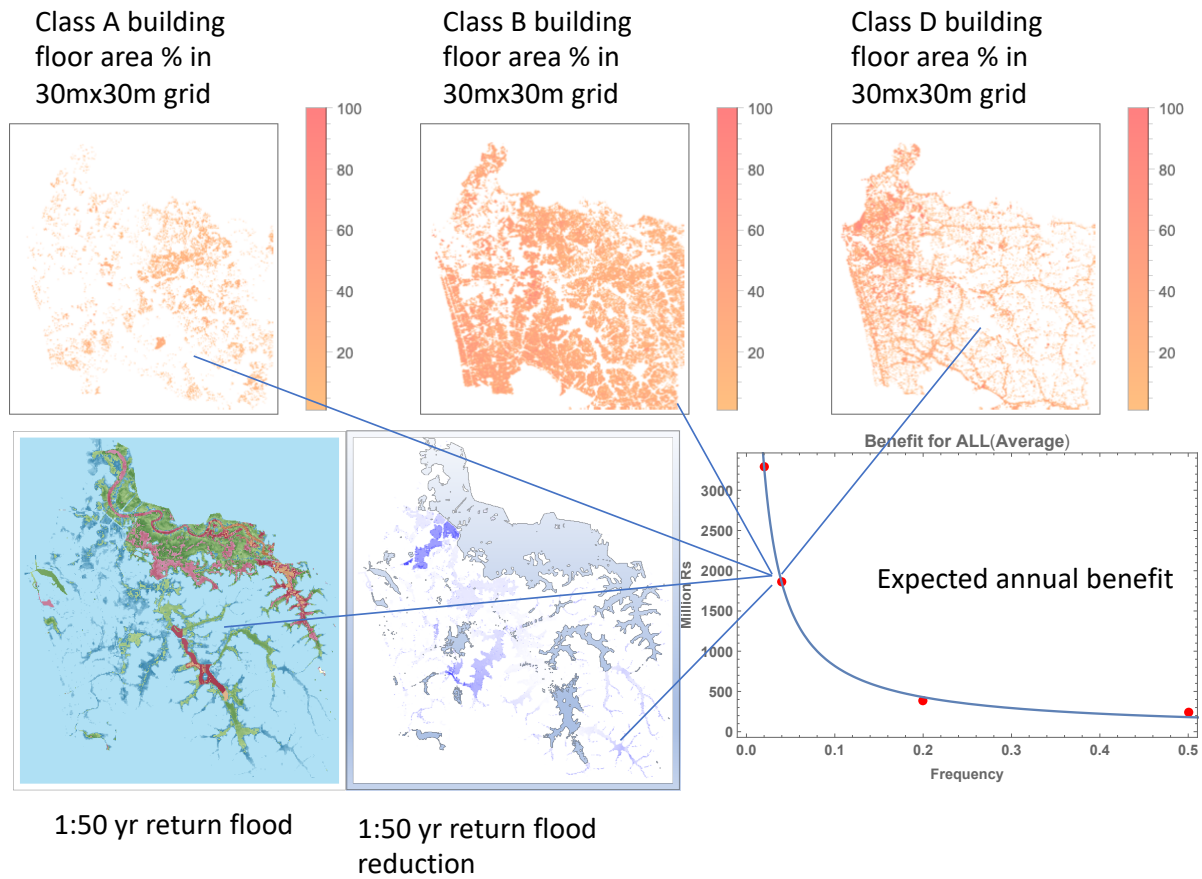 Class A building
floor area % in
30mx30m grid
Class B building
floor area % in
30mx30m grid
Class D building
floor area % in
30mx30m grid
100
80
60
40
20
100
80
60
40
20
100
80
60
40
20
Benefit for ALL(Average)
3000
2500
2000
1500
1000
500
0
Million Rs
Expected annual benefit
0.0
0.1
0.2
0.3
0.4
0.5
Frequency
1:50 yr return flood
1:50 yr return flood
reduction